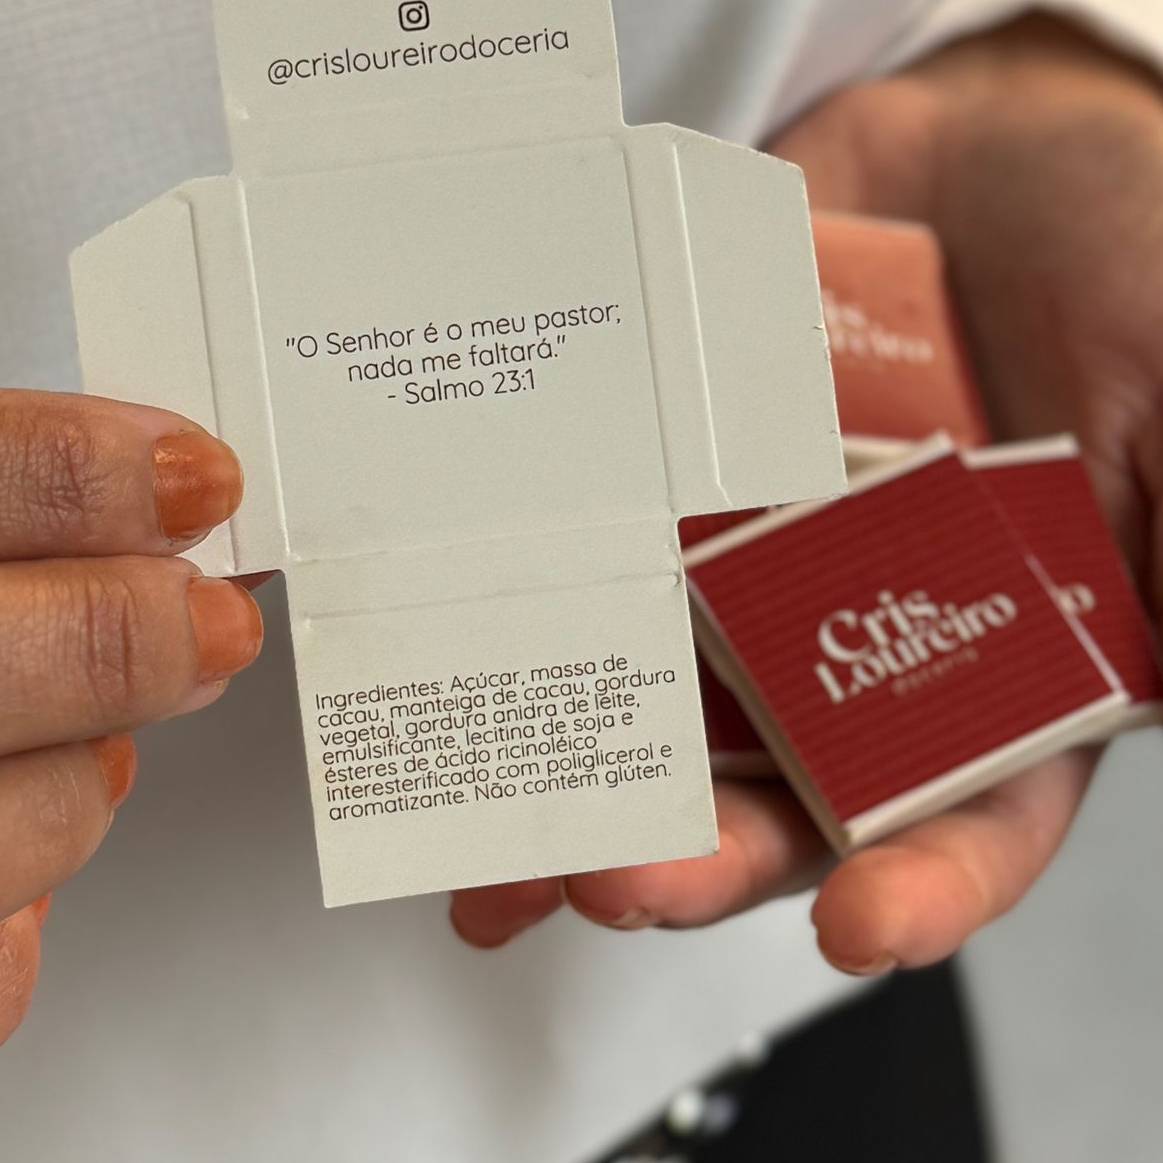 @crisloureirodoceria
"O Senhor é o meu pastor;
nada me faltará."
- Salmo 23:1
Ingredientes: Açúcar, massa de
cacau, manteiga de cacau, gordura
vegetal, gordura anidra de leite,
emulsificante, lecitina de soja e
ésteres de ácido ricinoléico
interesterificado com poliglicerol e
aromatizante. Não contém glúten.
Cris
Loureiro